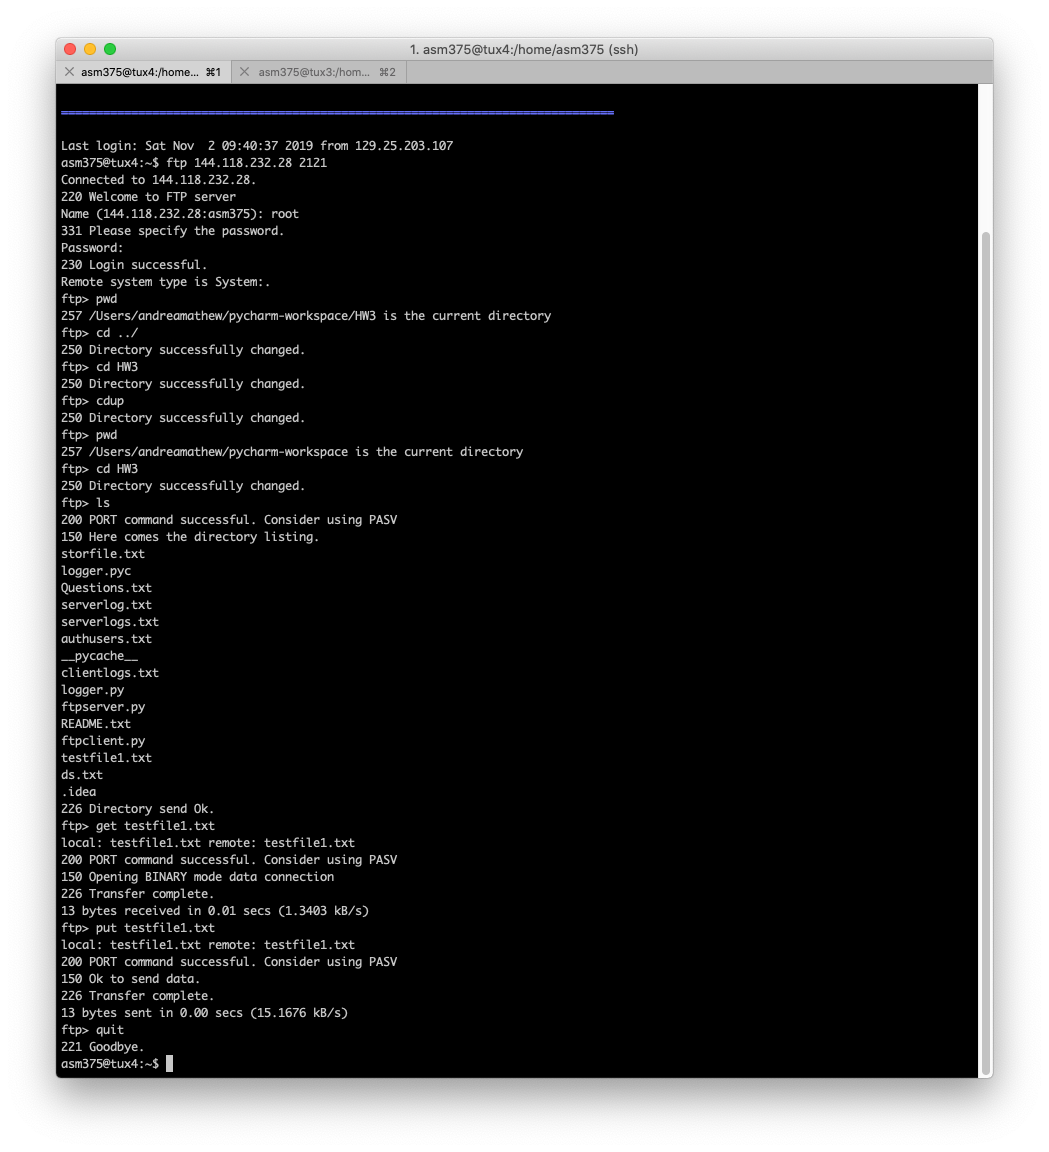 1. asm375@tux4:/home/asm375 (ssh)
asm375@tux4:/home... ⌘1
asm375@tux3:/hom... ⌘2
Last login: Sat Nov  2 09:40:37 2019 from 129.25.203.107
asm375@tux4:~$ ftp 144.118.232.28 2121
Connected to 144.118.232.28.
220 Welcome to FTP server
Name (144.118.232.28:asm375): root
331 Please specify the password.
Password:
230 Login successful.
Remote system type is System:.
ftp> pwd
257 /Users/andreamathew/pycharm-workspace/HW3 is the current directory
ftp> cd ../
250 Directory successfully changed.
ftp> cd HW3
250 Directory successfully changed.
ftp> cdup
250 Directory successfully changed.
ftp> pwd
257 /Users/andreamathew/pycharm-workspace is the current directory
ftp> cd HW3
250 Directory successfully changed.
ftp> ls
200 PORT command successful. Consider using PASV
150 Here comes the directory listing.
storfile.txt
logger.pyc
Questions.txt
serverlog.txt
serverlogs.txt
authusers.txt
__pycache__
clientlogs.txt
logger.py
ftpserver.py
README.txt
ftpclient.py
testfile1.txt
ds.txt
.idea
226 Directory send Ok.
ftp> get testfile1.txt
local: testfile1.txt remote: testfile1.txt
200 PORT command successful. Consider using PASV
150 Opening BINARY mode data connection
226 Transfer complete.
13 bytes received in 0.01 secs (1.3403 kB/s)
ftp> put testfile1.txt
local: testfile1.txt remote: testfile1.txt
200 PORT command successful. Consider using PASV
150 Ok to send data.
226 Transfer complete.
13 bytes sent in 0.00 secs (15.1676 kB/s)
ftp> quit
221 Goodbye.
asm375@tux4:~$